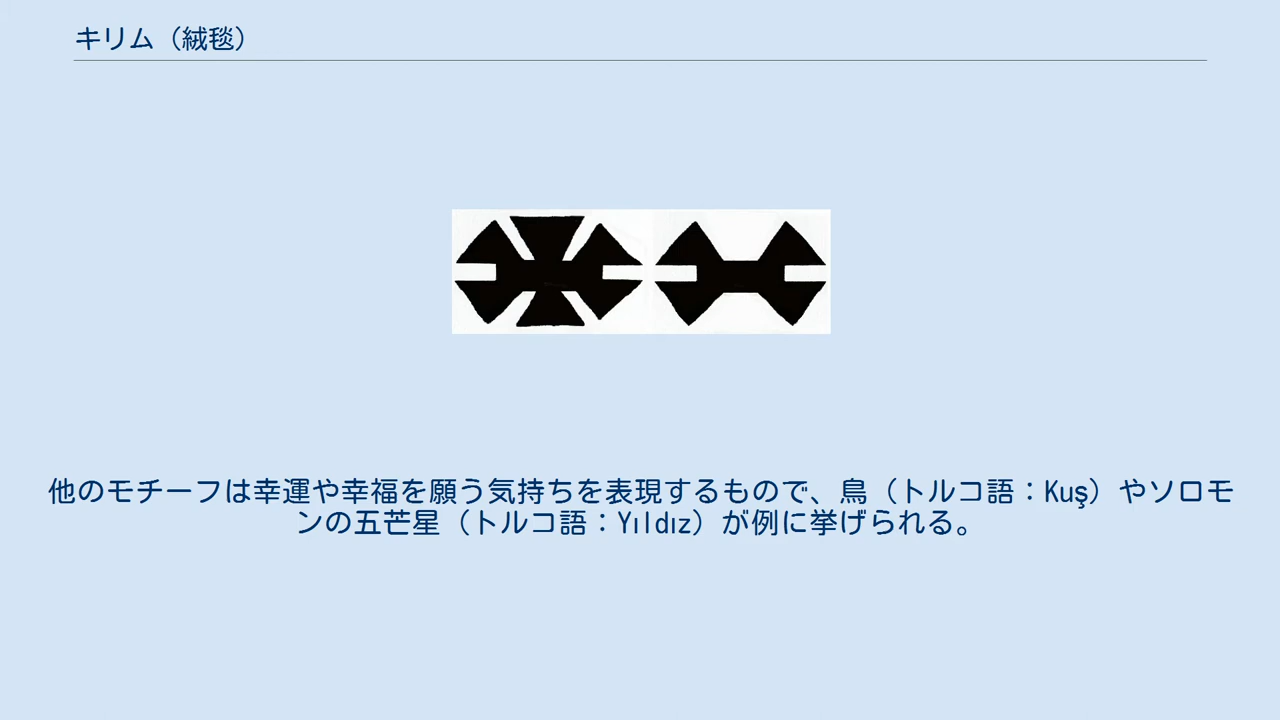 キリム（絨毯）
他のモチーフは幸運や幸福を願う気持ちを表現するもので、鳥（トルコ語：Kuş）やソロモ
ンの五芒星（トルコ語：Yıldız）が例に挙げられる。